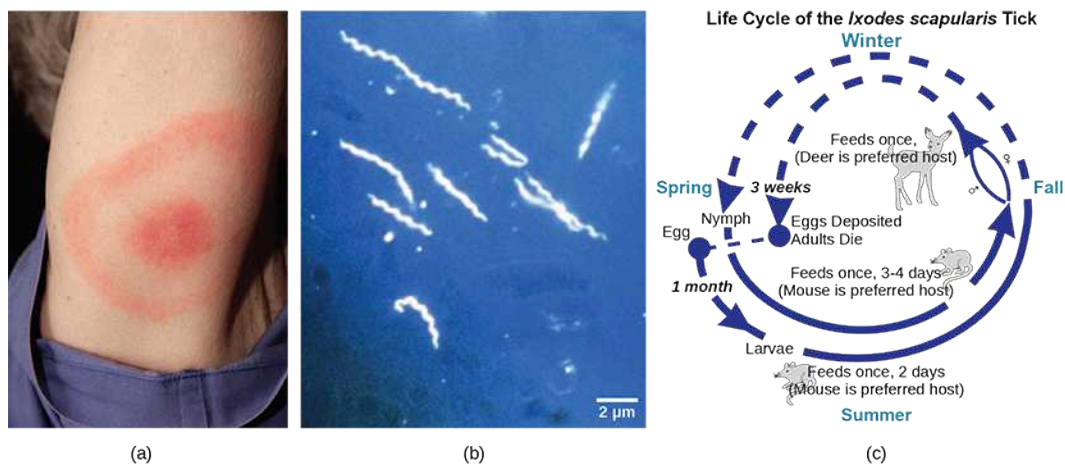 Life Cycle of the Ixodes scapularis Tick
Winter
Feeds once,
(Deer is preferred host)
♀
♂
Spring
3 weeks
Fall
Nymph
Egg
Eggs Deposited
Adults Die
1 month
Feeds once, 3-4 days
(Mouse is preferred host)
Larvae
Feeds once, 2 days
(Mouse is preferred host)
Summer
2 µm
(a)
(b)
(c)